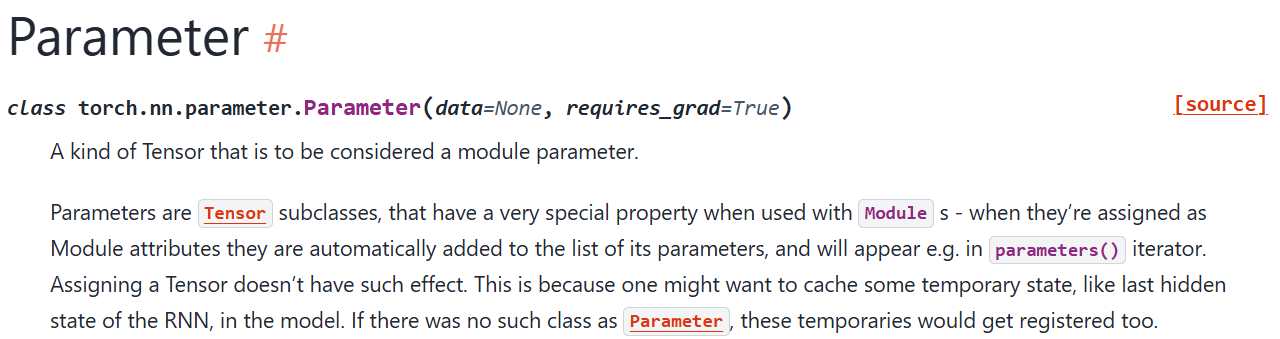 Parameter #
class torch.nn.parameter.Parameter(data=None, requires_grad=True) [source]
A kind of Tensor that is to be considered a module parameter.
Parameters are Tensor subclasses, that have a very special property when used with Module s - when they’re assigned as
Module attributes they are automatically added to the list of its parameters, and will appear e.g. in parameters() iterator.
Assigning a Tensor doesn’t have such effect. This is because one might want to cache some temporary state, like last hidden
state of the RNN, in the model. If there was no such class as Parameter, these temporaries would get registered too.